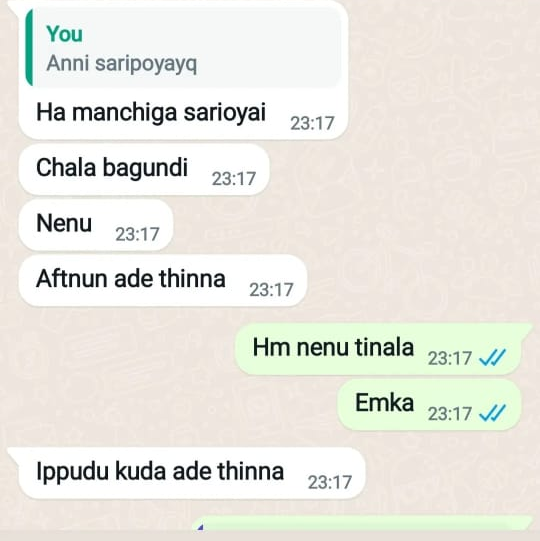 You
Anni saripoyayq
Ha manchiga sarioyai 23:17
Chala bagundi 23:17
Nenu 23:17
Aftnun ade thinna 23:17
Hm nenu tinala 23:17
Emka 23:17
Ippudu kuda ade thinna 23:17